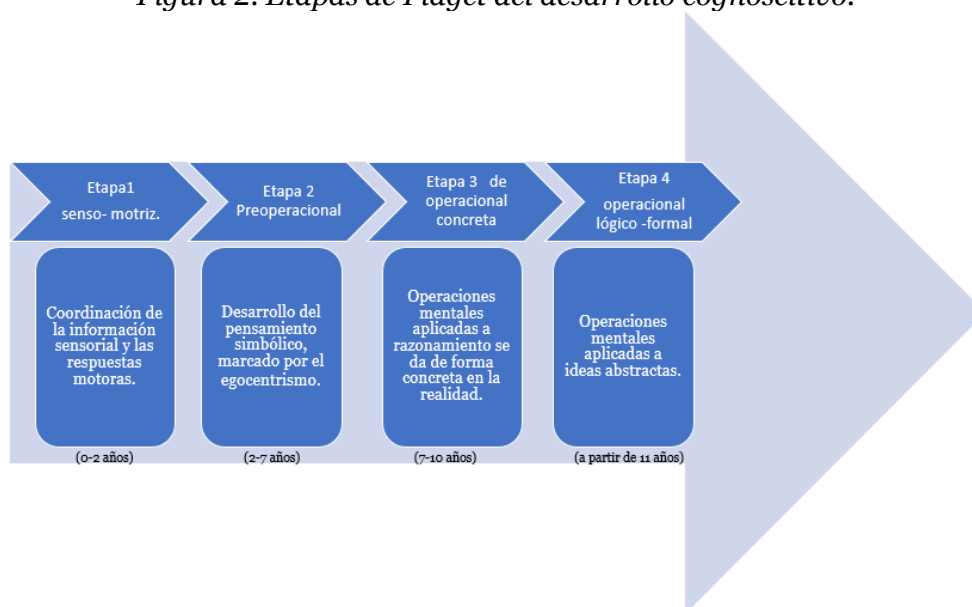 Figura 2. Etapas de Piaget del desarrollo cognoscitivo.
Etapa1
senso- motriz.
Etapa 2
Preoperacional
Etapa 3 de
operacional
concreta
Etapa 4
operacional
lógico -formal
Coordinación de
la información
sensorial y las
respuestas
motoras.
Desarrollo del
pensamiento
simbólico,
marcado por el
egocentrismo.
Operaciones
mentales
aplicadas a
razonamiento se
da de forma
concreta en la
realidad.
Operaciones
mentales
aplicadas a
ideas abstractas.
(0-2 años)
(2-7 años)
(7-10 años)
(a partir de 11 años)